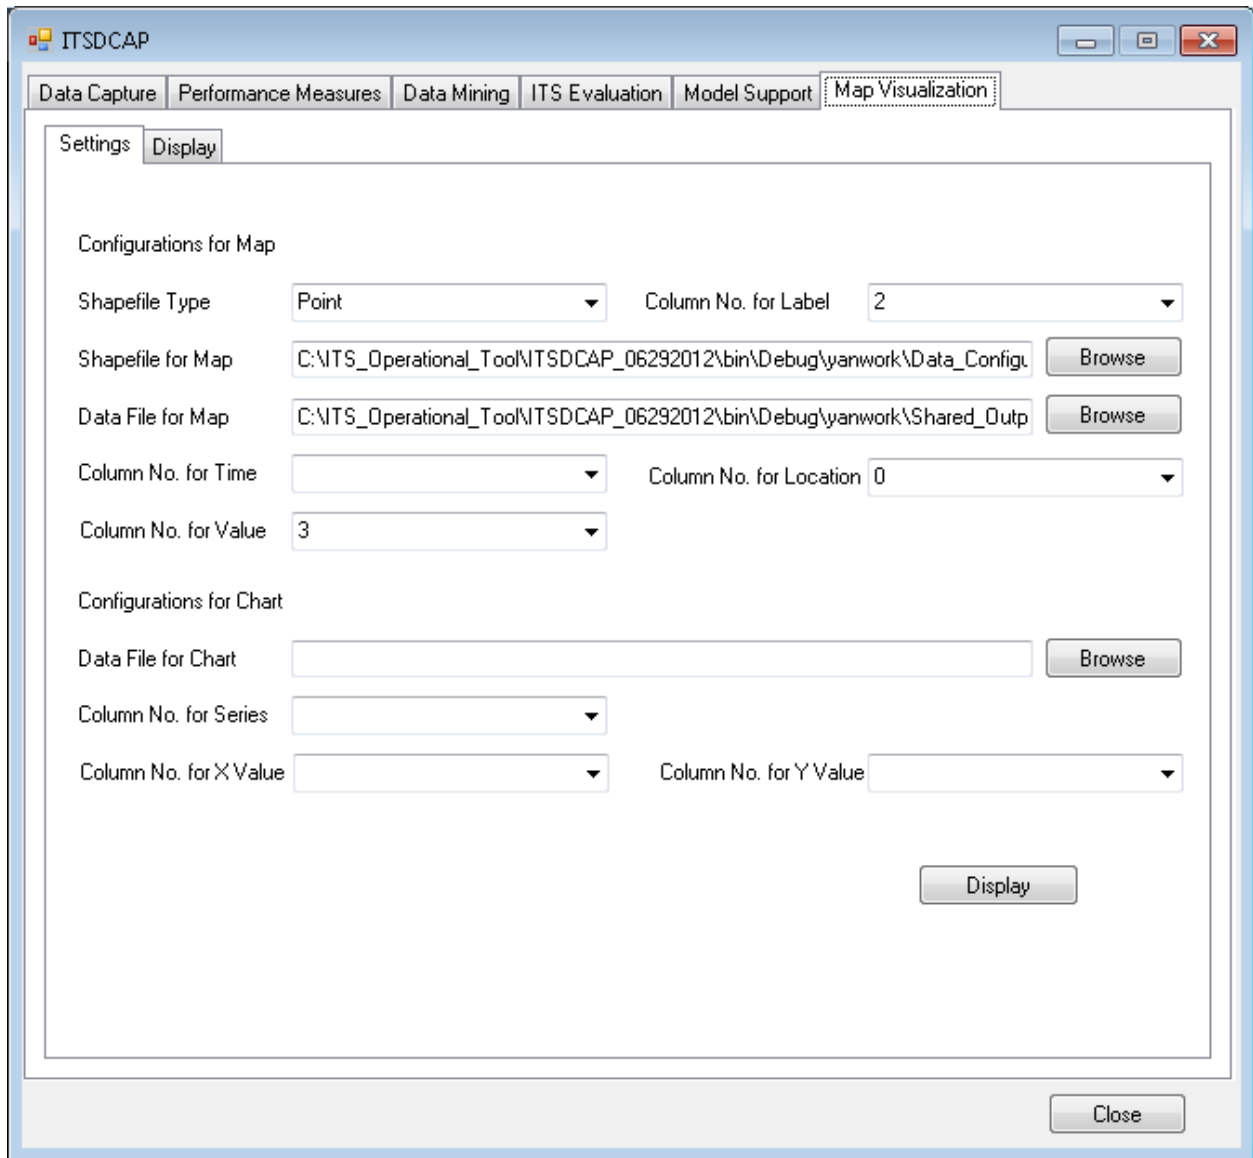 ITSDCAP
Data Capture Performance Measures Data Mining ITS Evaluation Model Support Map Visualization
Settings Display
Configurations for Map
Shapefile Type Point Column No. for Label 2
Shapefile for Map C:\ITS_Operational_Tool\ITSDCAP_06292012\bin\Debug\yanwork\Data_Configu Browse
Data File for Map C:\ITS_Operational_Tool\ITSDCAP_06292012\bin\Debug\yanwork\Shared_Outp Browse
Column No. for Time Column No. for Location 0
Column No. for Value 3
Configurations for Chart
Data File for Chart Browse
Column No. for Series
Column No. for X Value Column No. for Y Value
Display
Close